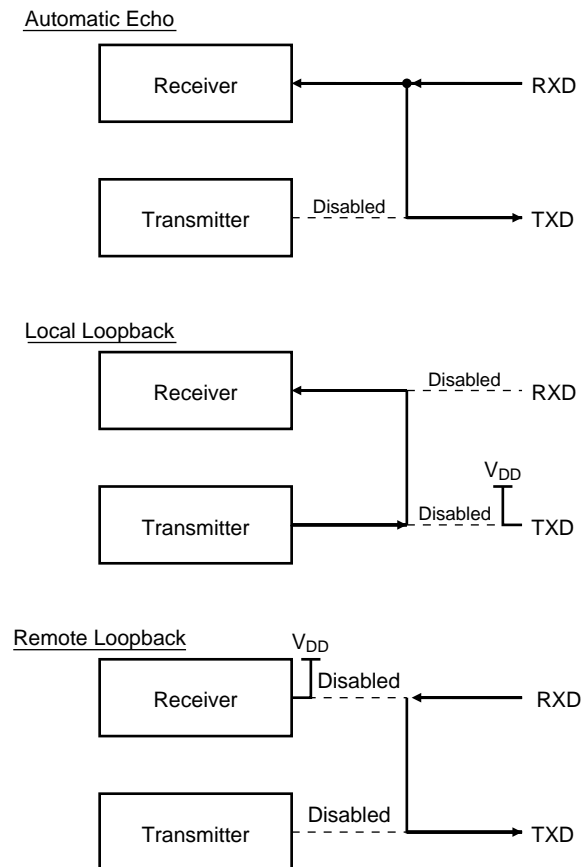 Automatic Echo
Receiver
RXD
Transmitter
Disabled
TXD
Local Loopback
Receiver
Disabled
RXD
VDD
Transmitter
Disabled
TXD
Remote Loopback
VDD
Receiver
Disabled
RXD
Transmitter
Disabled
TXD